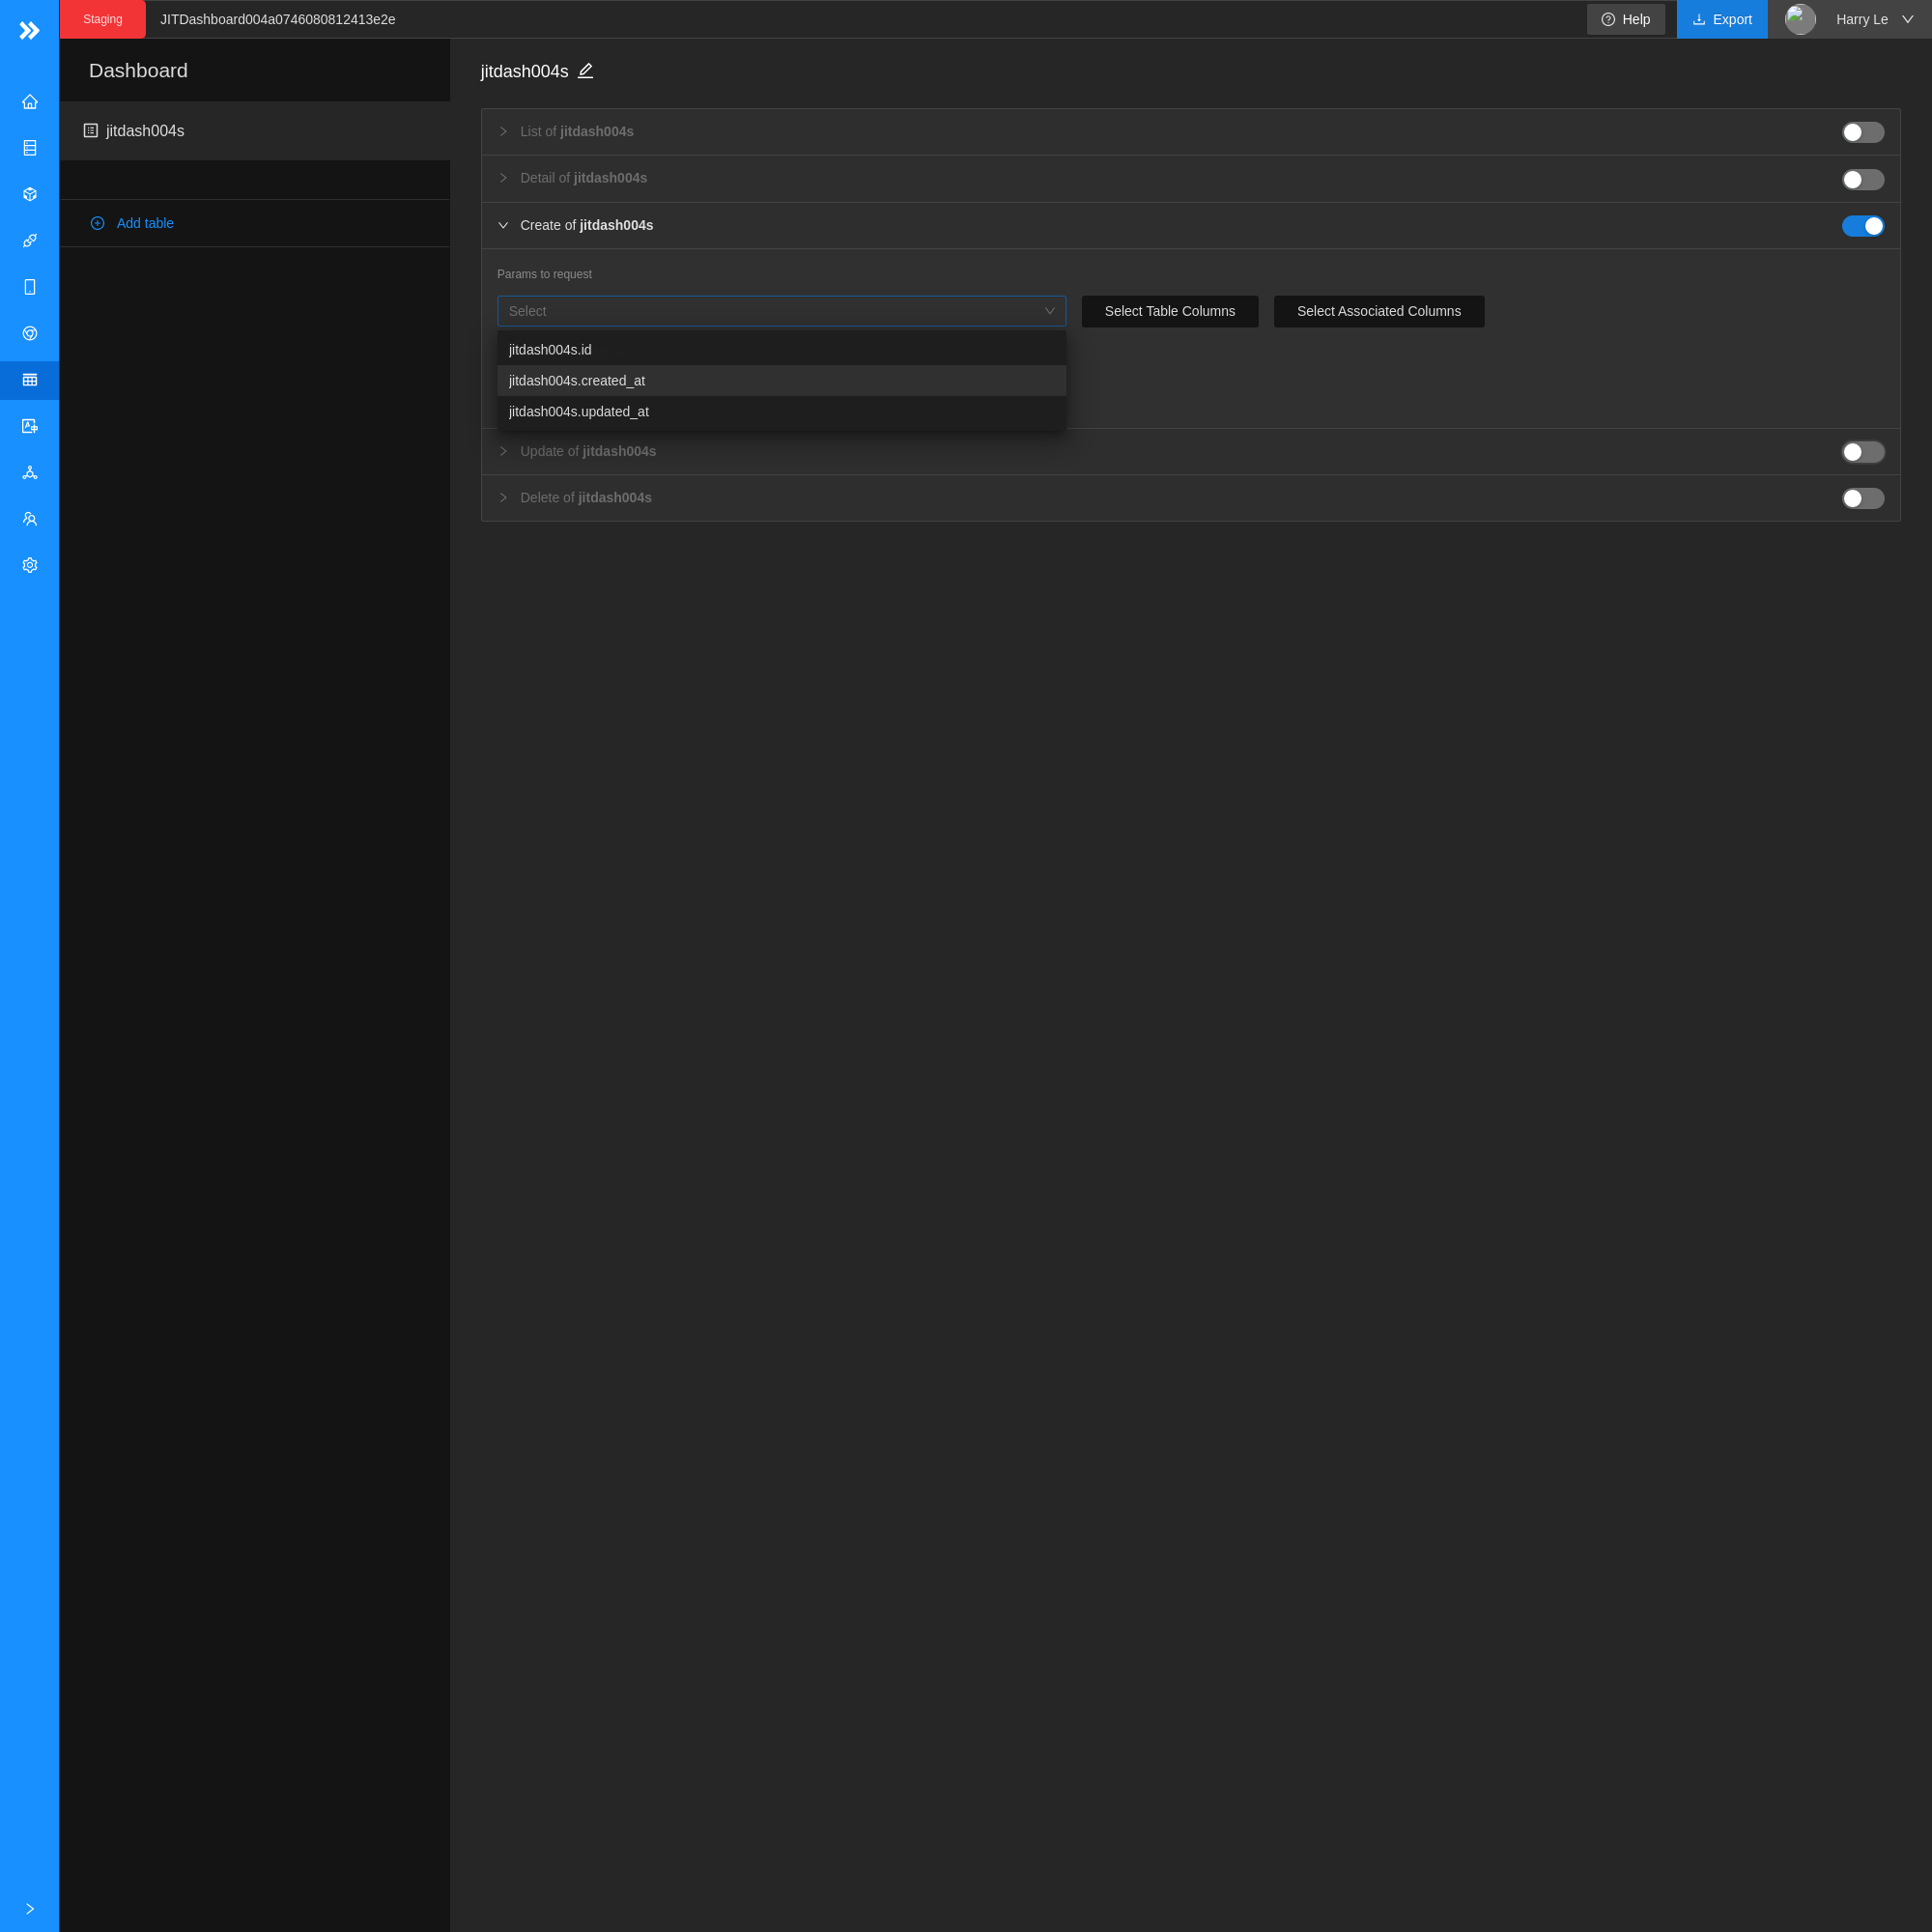 Staging
JITDashboard004a0746080812413e2e
Help
Export
Harry Le
Dashboard
jitdash004s
Add table
jitdash004s
List of jitdash004s
Detail of jitdash004s
Create of jitdash004s
Params to request
Select
Select Table Columns
Select Associated Columns
jitdash004s.id
jitdash004s.created_at
jitdash004s.updated_at
Update of jitdash004s
Delete of jitdash004s